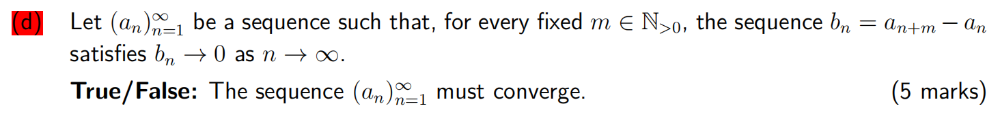 (d) Let $(a_n)_{n=1}^{\infty}$ be a sequence such that, for every fixed $m \in \mathbb{N}_{>0}$, the sequence $b_n = a_{n+m} - a_n$
satisfies $b_n \to 0$ as $n \to \infty$.
True/False: The sequence $(a_n)_{n=1}^{\infty}$ must converge. (5 marks)